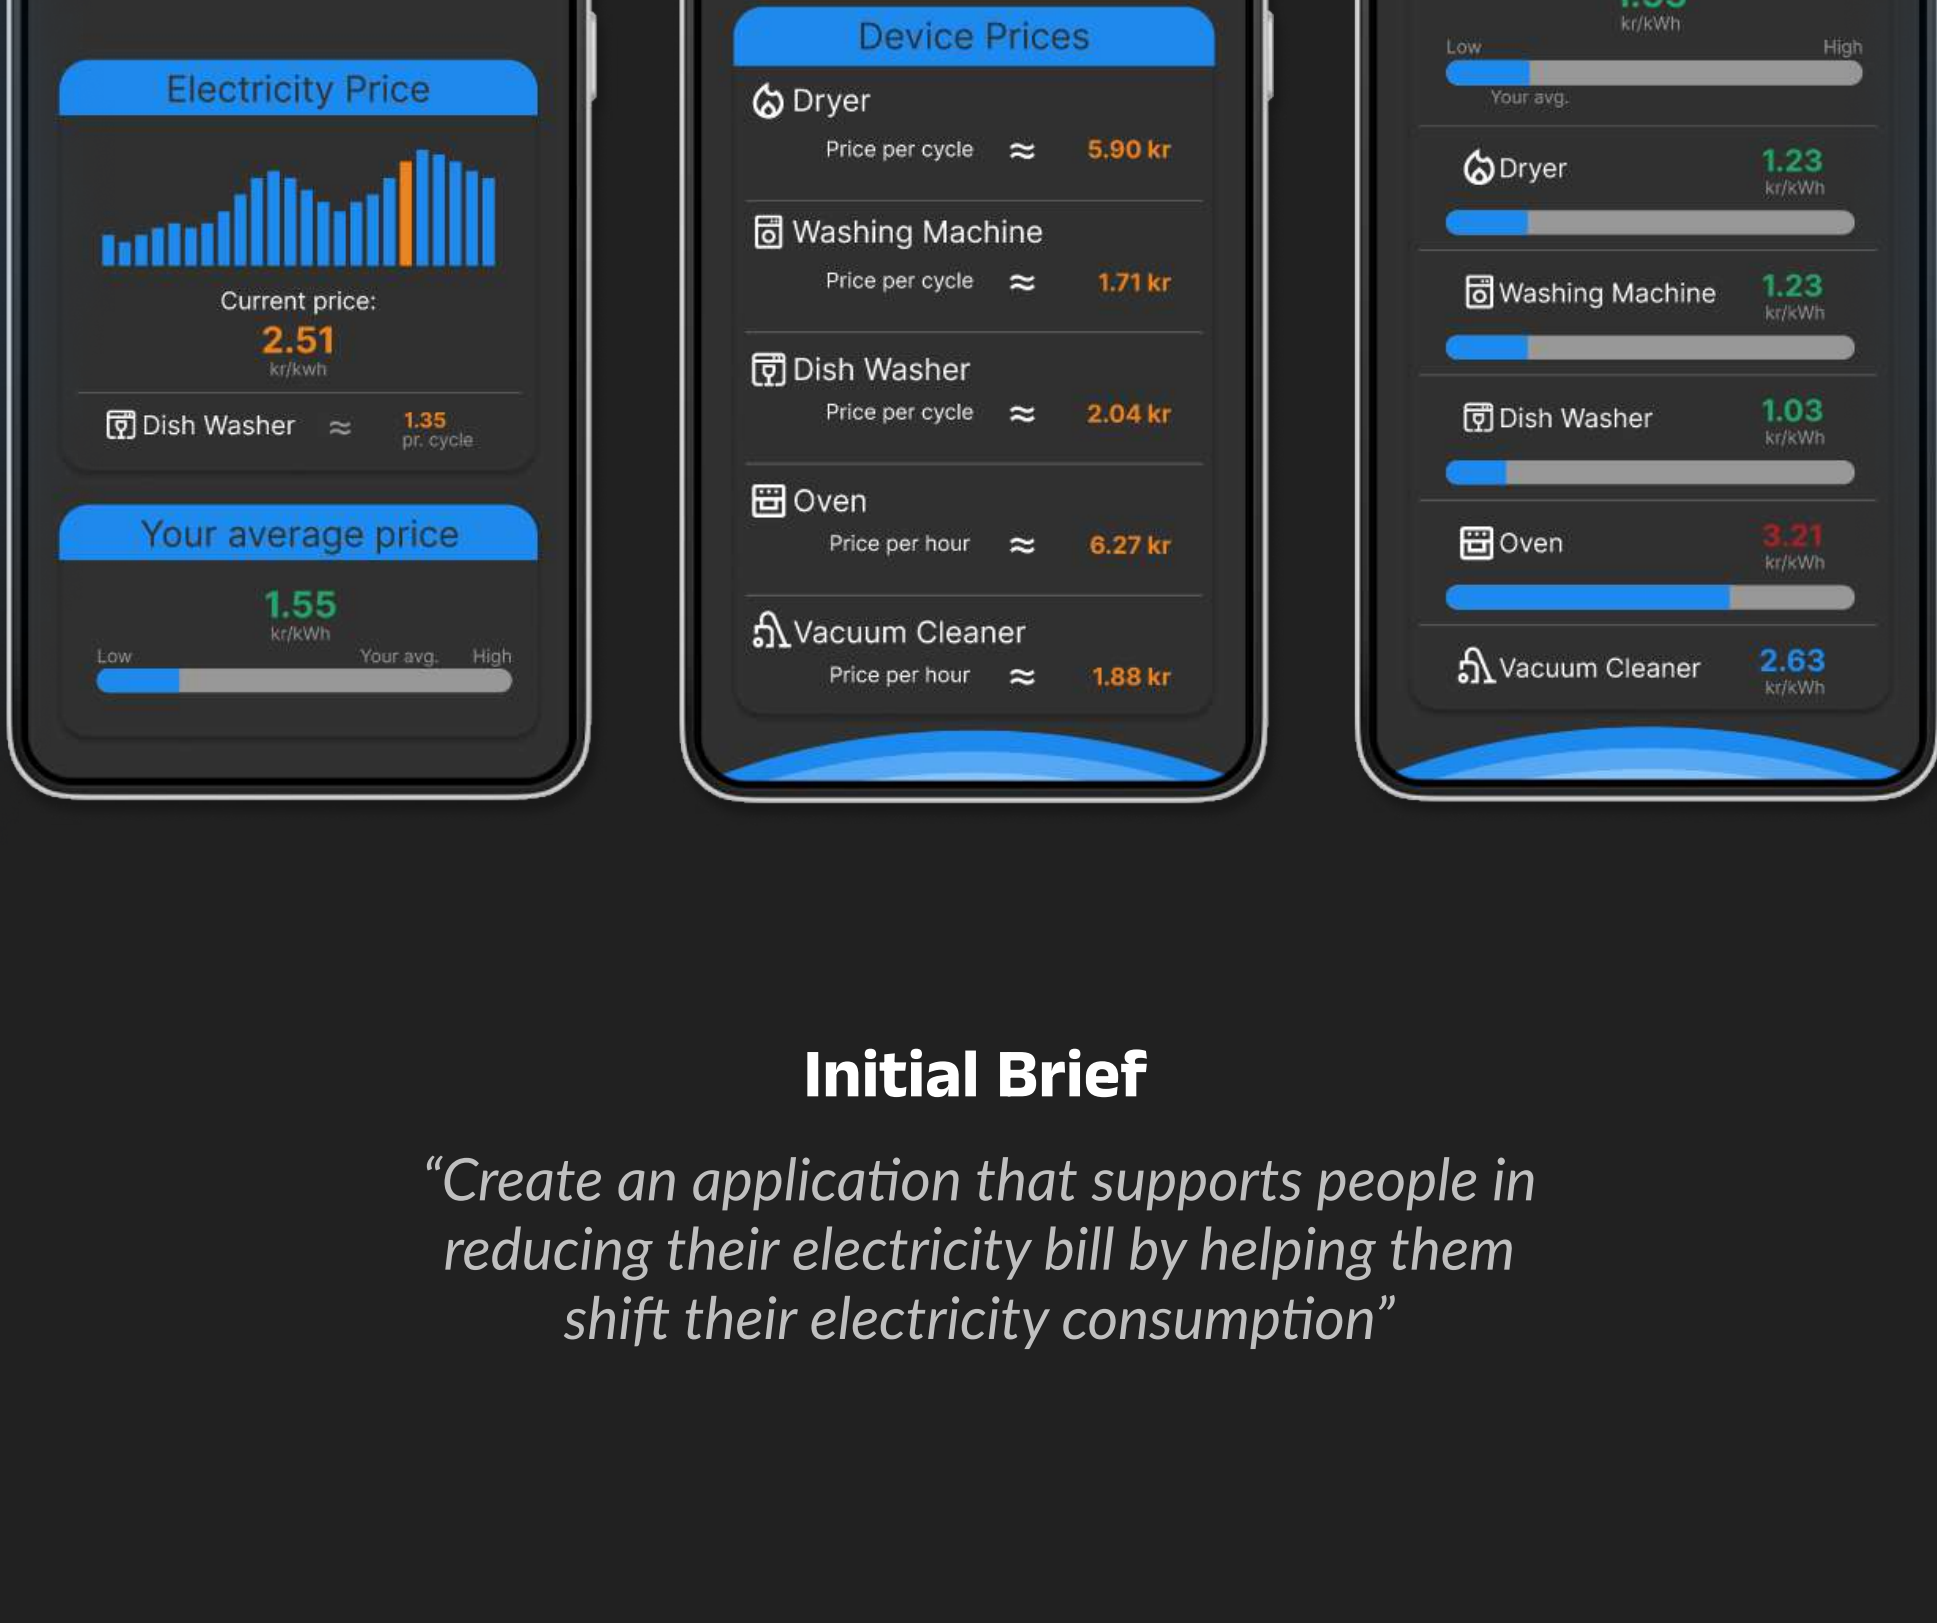 Electricity Price
Current price:
2.51
kr/kwh
Dish Washer ≈ 1.35
pr. cycle
Your average price
1.55
kr/kWh
Low Your avg. High
Device Prices
Dryer
Price per cycle ≈ 5.90 kr
Washing Machine
Price per cycle ≈ 1.71 kr
Dish Washer
Price per cycle ≈ 2.04 kr
Oven
Price per hour ≈ 6.27 kr
Vacuum Cleaner
Price per hour ≈ 1.88 kr
kr/kWh
Low High
Your avg.
Dryer 1.23
kr/kWh
Washing Machine 1.23
kr/kWh
Dish Washer 1.03
kr/kWh
Oven 3.21
kr/kWh
Vacuum Cleaner 2.63
kr/kWh
Initial Brief
“Create an application that supports people in
reducing their electricity bill by helping them
shift their electricity consumption”